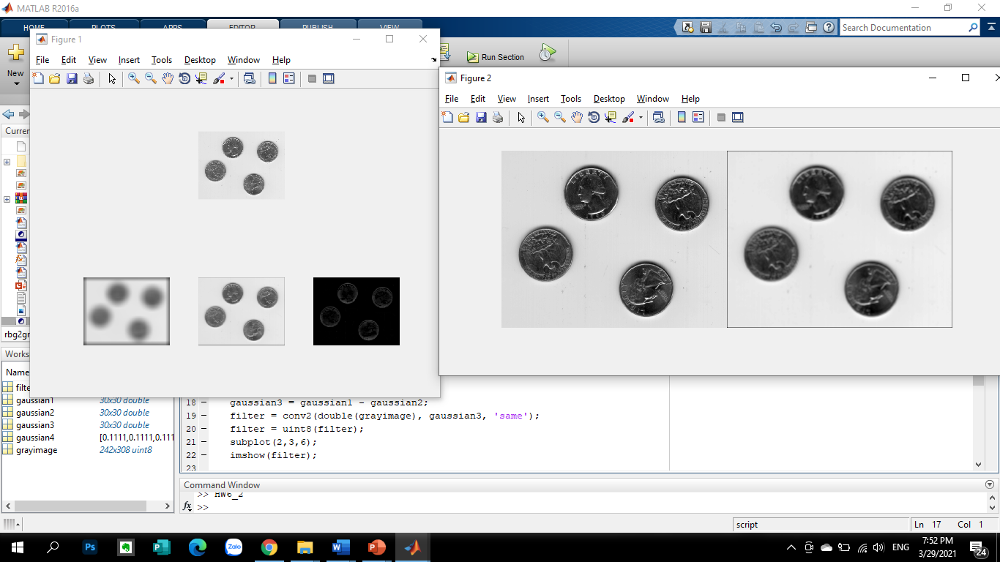 MATLAB R2016a
HOME PLOTS APPS EDITOR PUBLISH VIEW
Search Documentation
New
Run Section
Figure 1
File Edit View Insert Tools Desktop Window Help
Figure 2
File Edit View Insert Tools Desktop Window Help
LIBERTY
Curren
rbg2gr
Works
Name
filte
gaussian1 30x30 double
gaussian2 30x30 double
gaussian3 30x30 double
gaussian4 [0.1111,0.1111,0.111
grayimage 242x308 uint8
18 – gaussian3 = gaussian1 - gaussian2;
19 – filter = conv2(double(grayimage), gaussian3, 'same');
20 – filter = uint8(filter);
21 – subplot(2,3,6);
22 – imshow(filter);
23
Command Window
>> HW6_2
fx >>
script
Ln 17 Col 1
Ps
Zalo
ENG
7:52 PM
3/29/2021
24